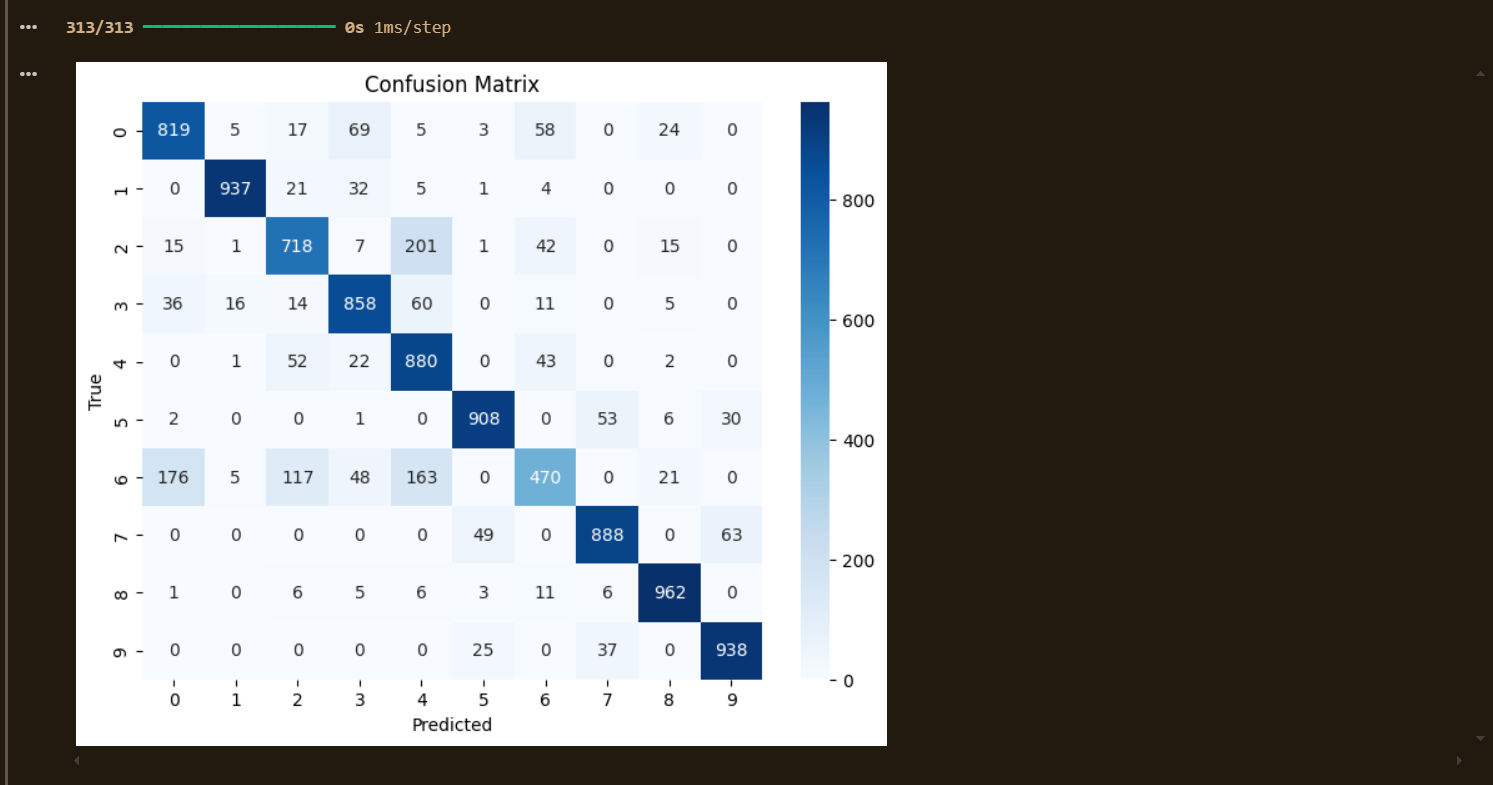 ••• 313/313 ━━━━━━━━━━━━━━━━━━━━ 0s 1ms/step
•••
Confusion Matrix
0 819 5 17 69 5 3 58 0 24 0
1 0 937 21 32 5 1 4 0 0 0
800
2 15 1 718 7 201 1 42 0 15 0
3 36 16 14 858 60 0 11 0 5 0
600
4 0 1 52 22 880 0 43 0 2 0
True
5 2 0 0 1 0 908 0 53 6 30
400
6 176 5 117 48 163 0 470 0 21 0
7 0 0 0 0 0 49 0 888 0 63
200
8 1 0 6 5 6 3 11 6 962 0
9 0 0 0 0 0 25 0 37 0 938
0
0 1 2 3 4 5 6 7 8 9
Predicted